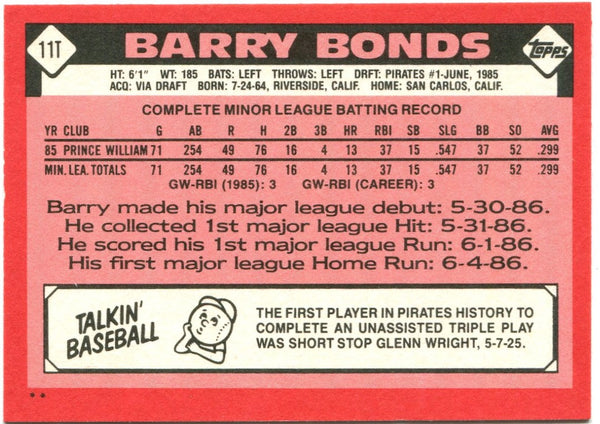 11T
BARRY BONDS
topps
HT: 6'1" WT: 185 BATS: LEFT THROWS: LEFT DRFT: PIRATES #1-JUNE, 1985
ACQ: VIA DRAFT BORN: 7-24-64, RIVERSIDE, CALIF. HOME: SAN CARLOS, CALIF.
COMPLETE MINOR LEAGUE BATTING RECORD
YR CLUB G AB R H 2B 3B HR RBI SB SLG BB SO AVG
85 PRINCE WILLIAM 71 254 49 76 16 4 13 37 15 .547 37 52 .299
MIN. LEA. TOTALS 71 254 49 76 16 4 13 37 15 .547 37 52 .299
GW-RBI (1985): 3 GW-RBI (CAREER): 3
Barry made his major league debut: 5-30-86.
He collected 1st major league Hit: 5-31-86.
He scored his 1st major league Run: 6-1-86.
His first major league Home Run: 6-4-86.
TALKIN'
BASEBALL
THE FIRST PLAYER IN PIRATES HISTORY TO
COMPLETE AN UNASSISTED TRIPLE PLAY
WAS SHORT STOP GLENN WRIGHT, 5-7-25.
**